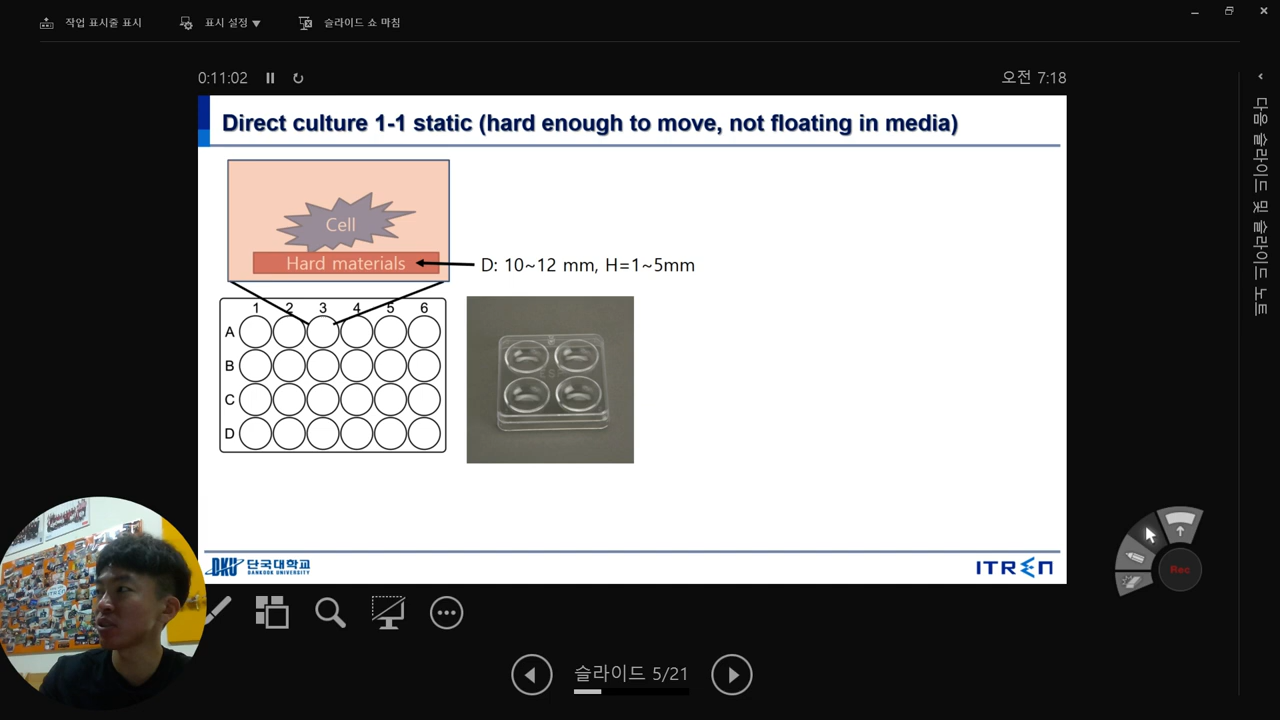 작업 표시줄 표시
표시 설정 ▼
슬라이드 쇼 마침
0:11:02
오전 7:18
Direct culture 1-1 static (hard enough to move, not floating in media)
Cell
Hard materials
D: 10~12 mm, H=1~5mm
1 2 3 4 5 6
A
B
C
D
DKU 단국대학교
DANKOOK UNIVERSITY
ITREN
Rec
슬라이드 5/21
다음 슬라이드 및 슬라이드 노트